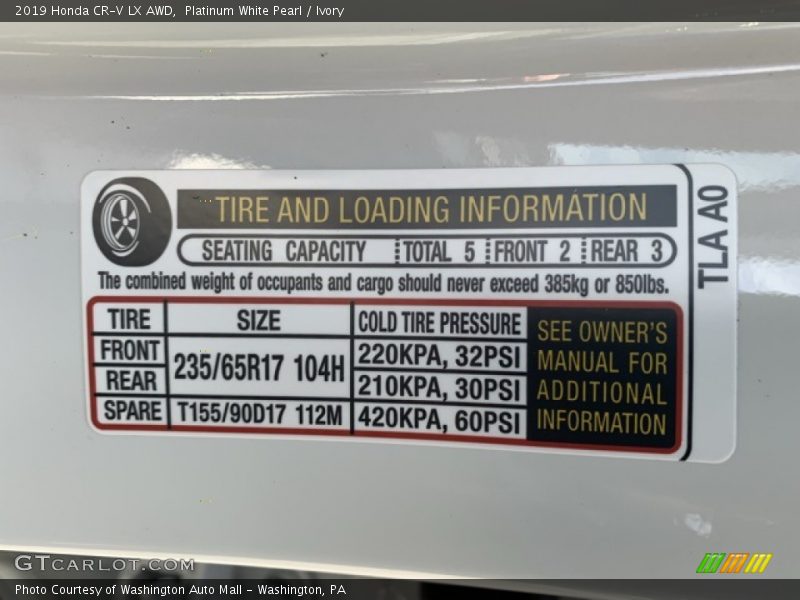 2019 Honda CR-V LX AWD,  Platinum White Pearl / Ivory
TIRE AND LOADING INFORMATION
SEATING CAPACITY TOTAL 5 FRONT 2 REAR 3
The combined weight of occupants and cargo should never exceed 385kg or 850lbs.
TIRE SIZE COLD TIRE PRESSURE
FRONT 235/65R17 104H 220KPA, 32PSI
REAR 210KPA, 30PSI
SPARE T155/90D17 112M 420KPA, 60PSI
SEE OWNER'S
MANUAL FOR
ADDITIONAL
INFORMATION
TLA A0
GTCARLOT.COM
Photo Courtesy of Washington Auto Mall - Washington, PA